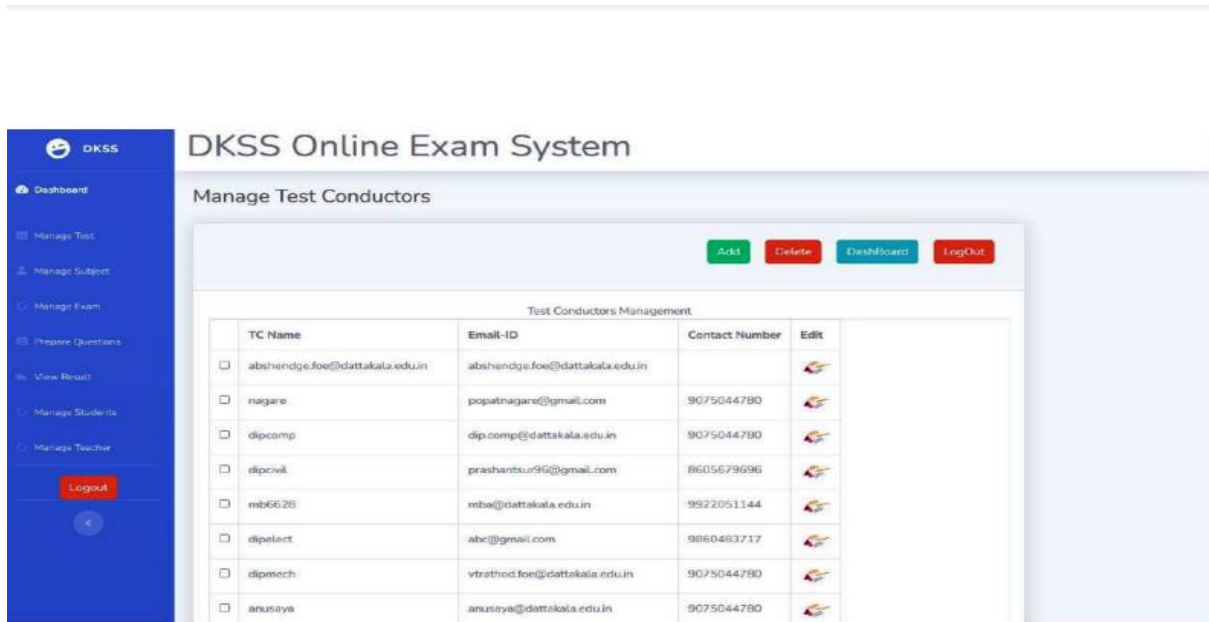 DKSS
DKSS Online Exam System
Dashboard
Manage Test Conductors
Manage Test
Manage Subject
Manage Exam
Prepare Questions
View Result
Manage Students
Manage Teacher
Logout
Add Delete DashBoard LogOut
Test Conductors Management
TC Name Email-ID Contact Number Edit
abshendge.foe@dattakala.edu.in abshendge.foe@dattakala.edu.in
nagare popatnagare@gmail.com 9075044780
dipcomp dip.comp@dattakala.edu.in 9075044780
dipcivil prashantsur96@gmail.com 8605679696
mb6628 mba@dattakala.edu.in 9922051144
dipelect abc@gmail.com 9860483717
dipmech vtrathod.foe@dattakala.edu.in 9075044780
anusaya anusaya@dattakala.edu.in 9075044780